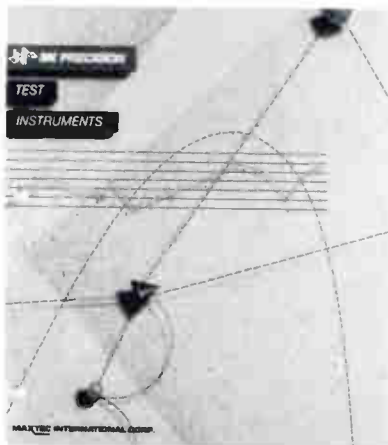 BK PRECISION
TEST
INSTRUMENTS
MAXTEC INTERNATIONAL CORP.